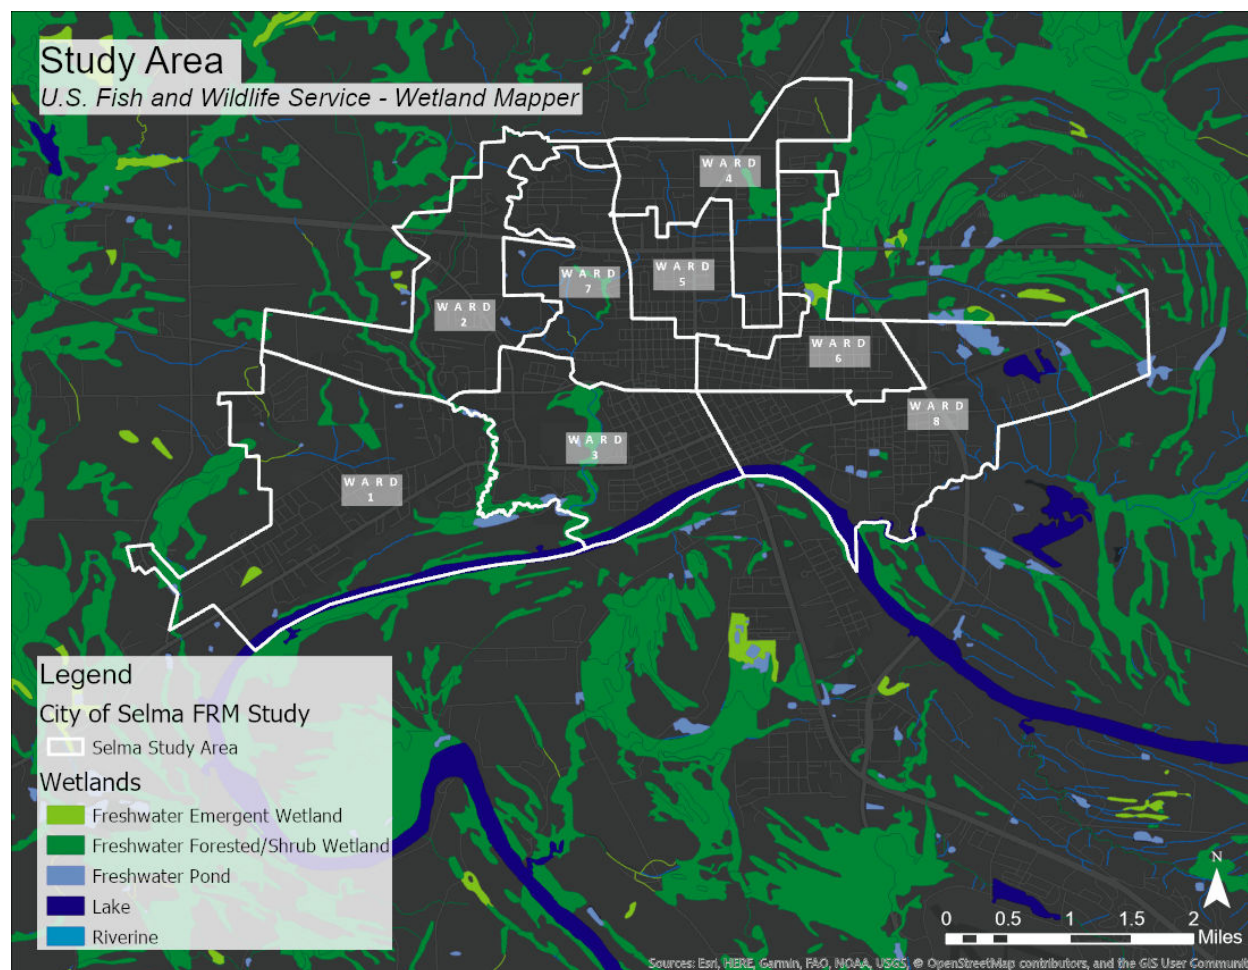 Study Area
U.S. Fish and Wildlife Service - Wetland Mapper
WARD
4
WARD
7
WARD
5
WARD
2
WARD
6
WARD
8
WARD
3
WARD
1
Legend
City of Selma FRM Study
Selma Study Area
Wetlands
Freshwater Emergent Wetland
Freshwater Forested/Shrub Wetland
Freshwater Pond
Lake
Riverine
N
0 0.5 1 1.5 2
Miles
Sources: Esri, HERE, Garmin, FAO, NOAA, USGS, © OpenStreetMap contributors, and the GIS User Communit